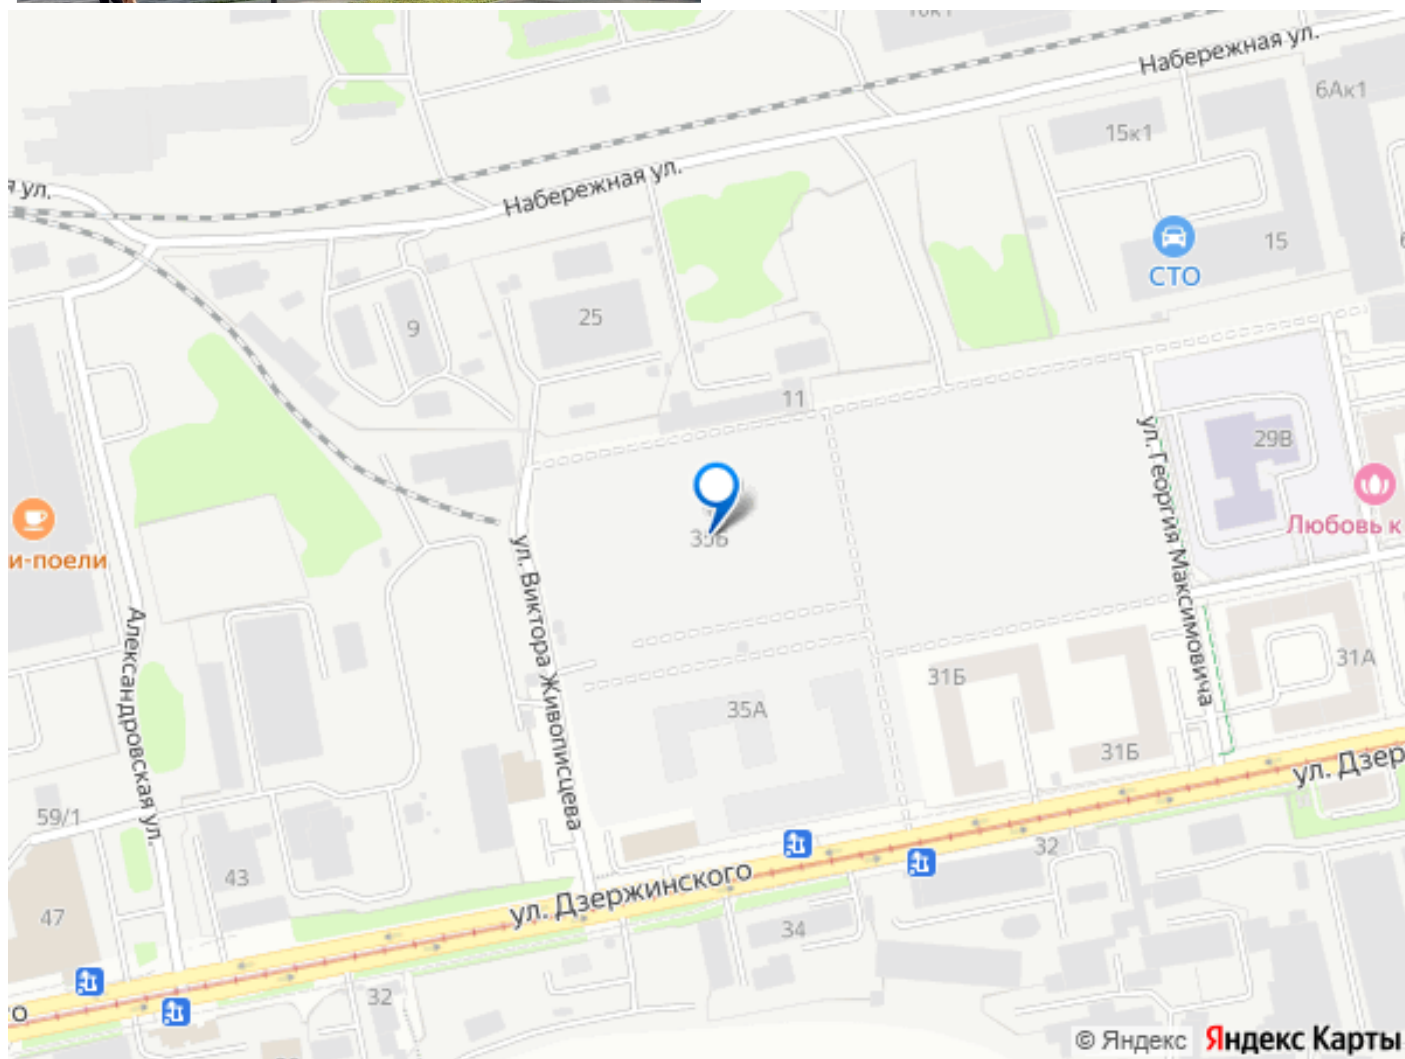 Набережная ул.
6Ак1
15к1
Набережная ул.
я ул.
15
СТО
25
9
11
29В
Любовь к
35Б
и-поели
ул. Георгия Максимовича
ул. Виктора Живописцева
Александровская ул.
31А
31Б
35А
31Б
ул. Дзер
59/1
43
32
ул. Дзержинского
47
34
32
го
© Яндекс Яндекс Карты